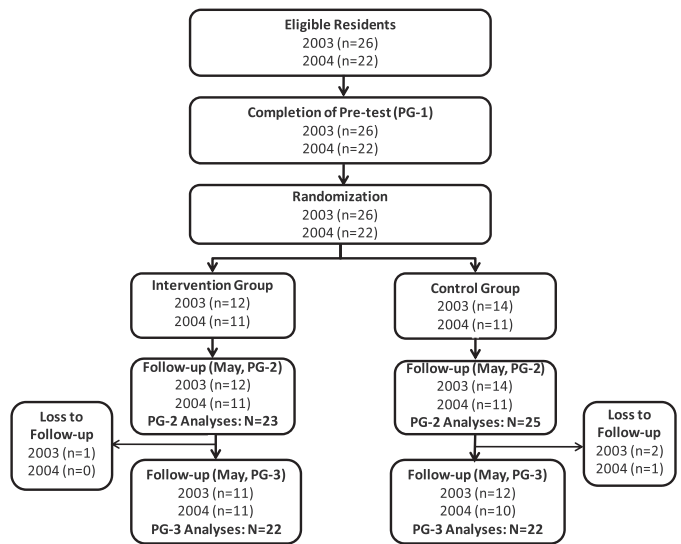 Eligible Residents
2003 (n=26)
2004 (n=22)
Completion of Pre-test (PG-1)
2003 (n=26)
2004 (n=22)
Randomization
2003 (n=26)
2004 (n=22)
Intervention Group
2003 (n=12)
2004 (n=11)
Control Group
2003 (n=14)
2004 (n=11)
Follow-up (May, PG-2)
2003 (n=12)
2004 (n=11)
PG-2 Analyses: N=23
Follow-up (May, PG-2)
2003 (n=14)
2004 (n=11)
PG-2 Analyses: N=25
Loss to
Follow-up
2003 (n=1)
2004 (n=0)
Loss to
Follow-up
2003 (n=2)
2004 (n=1)
Follow-up (May, PG-3)
2003 (n=11)
2004 (n=11)
PG-3 Analyses: N=22
Follow-up (May, PG-3)
2003 (n=12)
2004 (n=10)
PG-3 Analyses: N=22